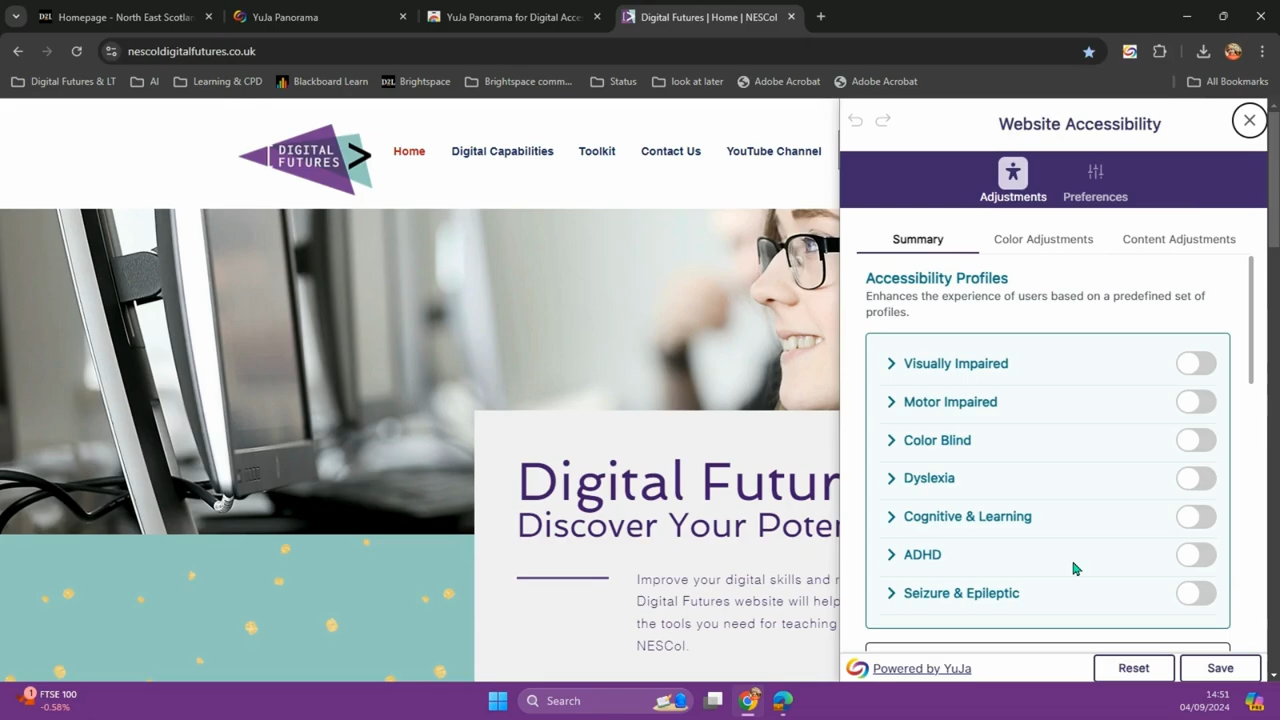 D2L Homepage - North East Scotlan
YuJa Panorama
YuJa Panorama for Digital Acce
Digital Futures | Home | NESCol
nescoldigitalfutures.co.uk
Digital Futures & LT
AI
Learning & CPD
Blackboard Learn
D2L Brightspace
Brightspace comm...
Status
look at later
Adobe Acrobat
Adobe Acrobat
All Bookmarks
DIGITAL
FUTURES
Home
Digital Capabilities
Toolkit
Contact Us
YouTube Channel
Digital Futur
Discover Your Poter
Improve your digital skills and r
Digital Futures website will help
the tools you need for teaching
NESCol.
Website Accessibility
Adjustments
Preferences
Summary
Color Adjustments
Content Adjustments
Accessibility Profiles
Enhances the experience of users based on a predefined set of
profiles.
Visually Impaired
Motor Impaired
Color Blind
Dyslexia
Cognitive & Learning
ADHD
Seizure & Epileptic
Powered by YuJa
Reset
Save
1
FTSE 100
-0.58%
Search
14:51
04/09/2024